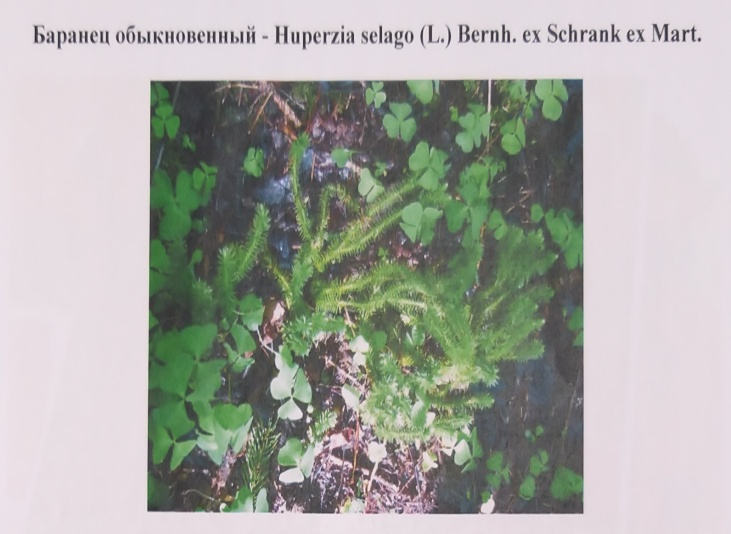 Баранец обыкновенный - Huperzia selago (L.) Bernh. ex Schrank ex Mart.